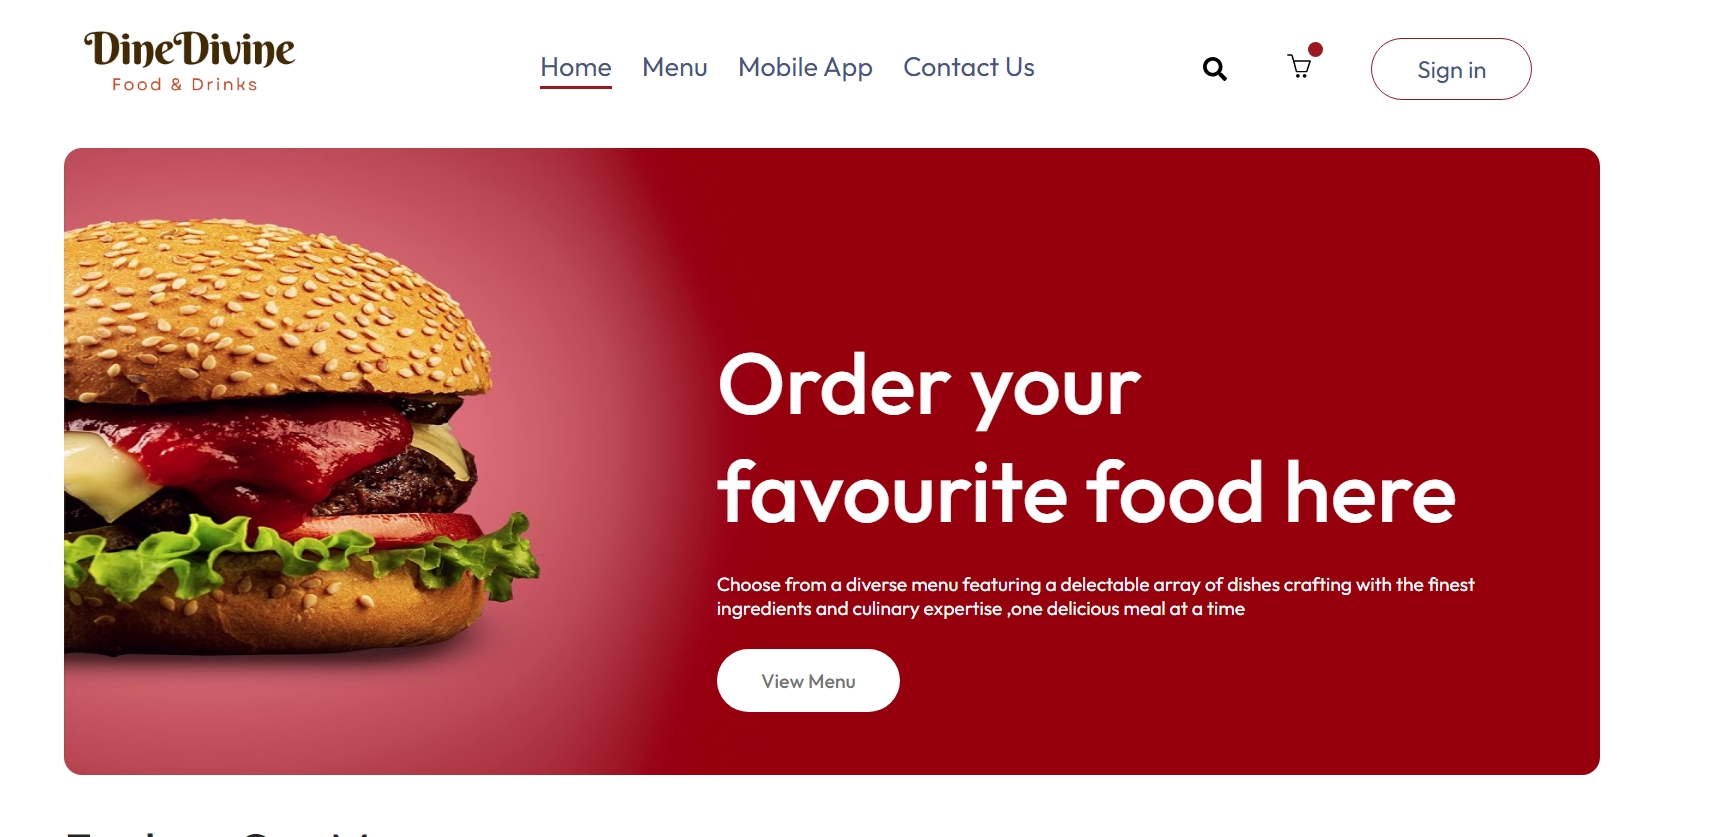 DineDivine
Food & Drinks
Home Menu Mobile App Contact Us
Sign in
Order your
favourite food here
Choose from a diverse menu featuring a delectable array of dishes crafting with the finest
ingredients and culinary expertise ,one delicious meal at a time
View Menu